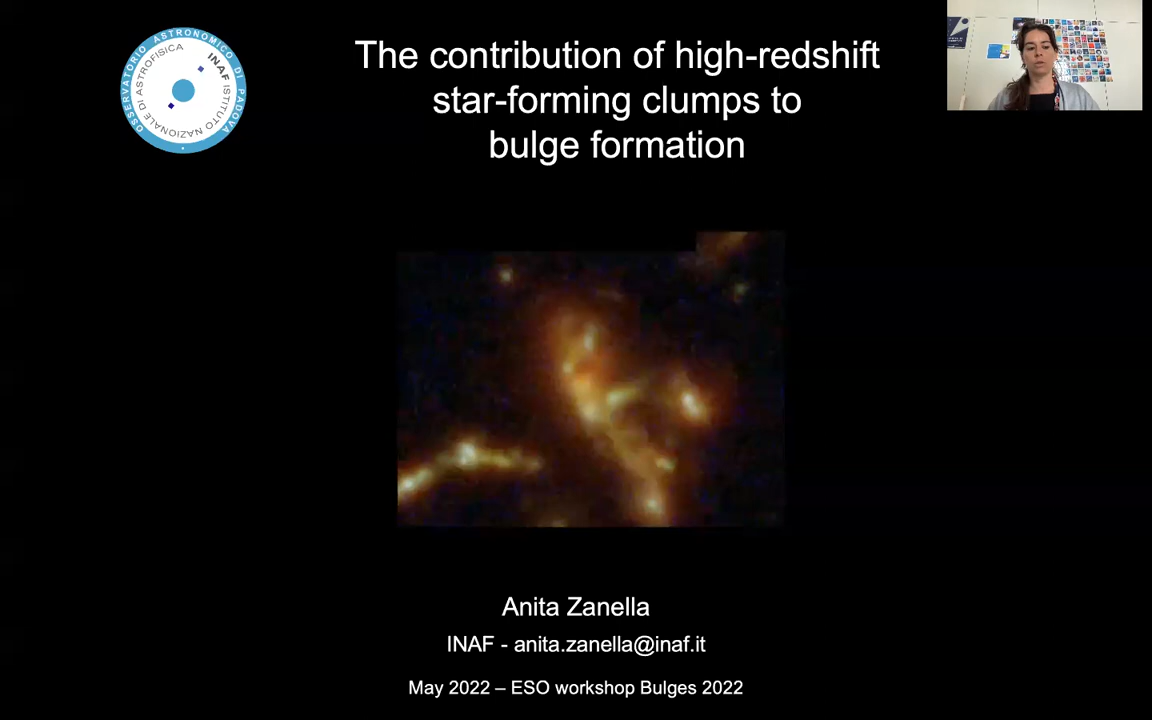 OSSERVATORIO ASTRONOMICO DI PADOVA
INAF ISTITUTO NAZIONALE DI ASTROFISICA
The contribution of high-redshift
star-forming clumps to
bulge formation
Anita Zanella
INAF - anita.zanella@inaf.it
May 2022 – ESO workshop Bulges 2022